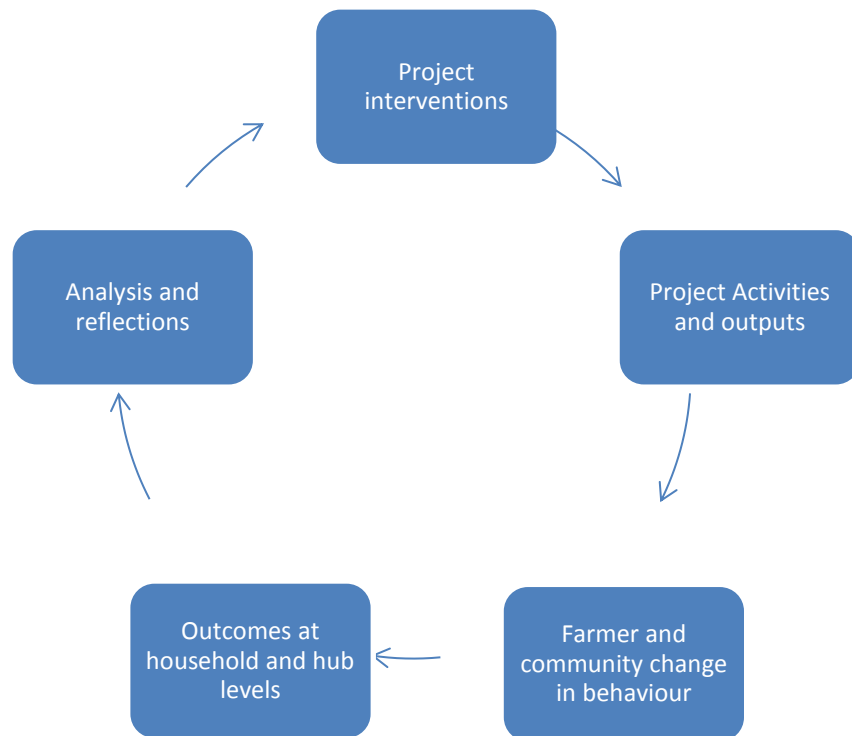 Project
interventions
Project Activities
and outputs
Farmer and
community change
in behaviour
Outcomes at
household and hub
levels
Analysis and
reflections